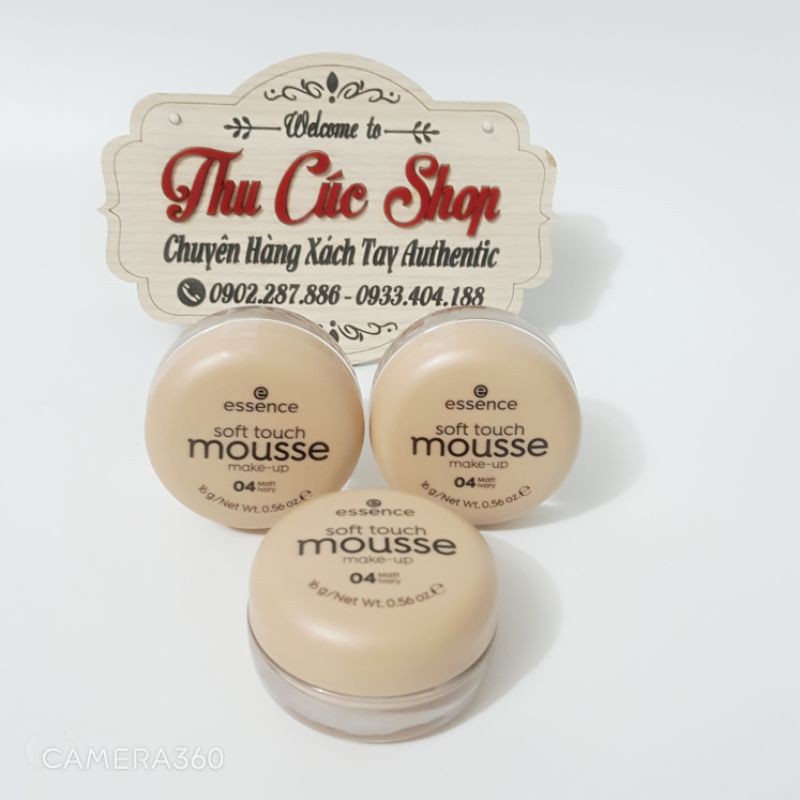 Welcome to
Thu Cúc Shop
Chuyên Hàng Xách Tay Authentic
0902.287.886 - 0933.404.188
essence
soft touch
mousse
make-up
04 Matt Ivory
16 g/Net Wt. 0.56 oz. ℮
essence
soft touch
mousse
make-up
04 Matt Ivory
16 g/Net Wt. 0.56 oz. ℮
essence
soft touch
mousse
make-up
04 Matt Ivory
16 g/Net Wt. 0.56 oz. ℮
CAMERA360